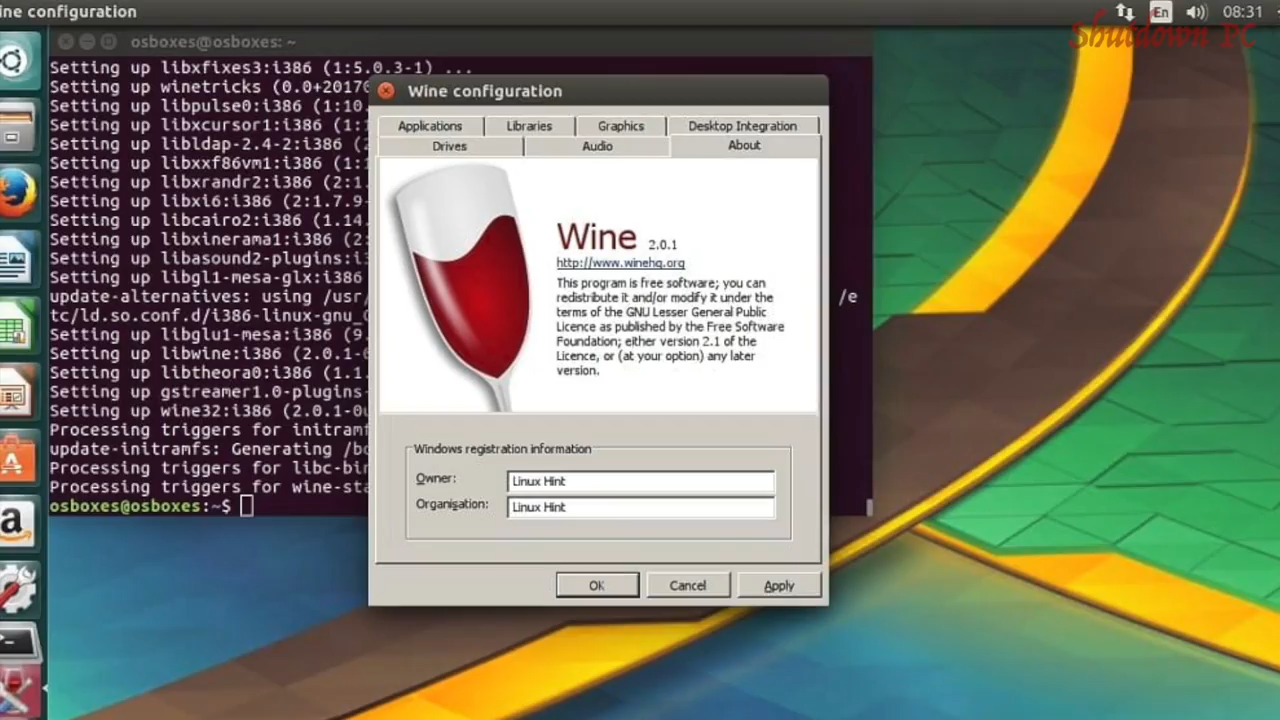 ine configuration
En
08:31
Shutdown PC
osboxes@osboxes: ~
Setting up libxfixes3:i386 (1:5.0.3-1) ...
Setting up winetricks (0.0+2017
Setting up libpulse0:i386 (1:10.
Setting up libxcursor1:i386 (1:1
Setting up libldap-2.4-2:i386 (2
Setting up libxxf86vm1:i386 (1:1
Setting up libxrandr2:i386 (2:1.
Setting up libxi6:i386 (2:1.7.9-
Setting up libcairo2:i386 (1.14.
Setting up libxinerama1:i386 (2:
Setting up libasound2-plugins:i
Setting up libgl1-mesa-glx:i386
update-alternatives: using /usr/ /e
tc/ld.so.conf.d/i386-linux-gnu_
Setting up libglu1-mesa:i386 (9.
Setting up libwine:i386 (2.0.1-0
Setting up libtheora0:i386 (1.1.
Setting up gstreamer1.0-plugins-
Setting up wine32:i386 (2.0.1-0u
Processing triggers for initramf
update-initramfs: Generating /bo
Processing triggers for libc-bin
Processing triggers for wine-sta
osboxes@osboxes:~$
Wine configuration
Applications Libraries Graphics Desktop Integration
Drives Audio About
Wine 2.0.1
http://www.winehq.org
This program is free software; you can
redistribute it and/or modify it under the
terms of the GNU Lesser General Public
Licence as published by the Free Software
Foundation; either version 2.1 of the
Licence, or (at your option) any later
version.
Windows registration information
Owner: Linux Hint
Organisation: Linux Hint
OK Cancel Apply